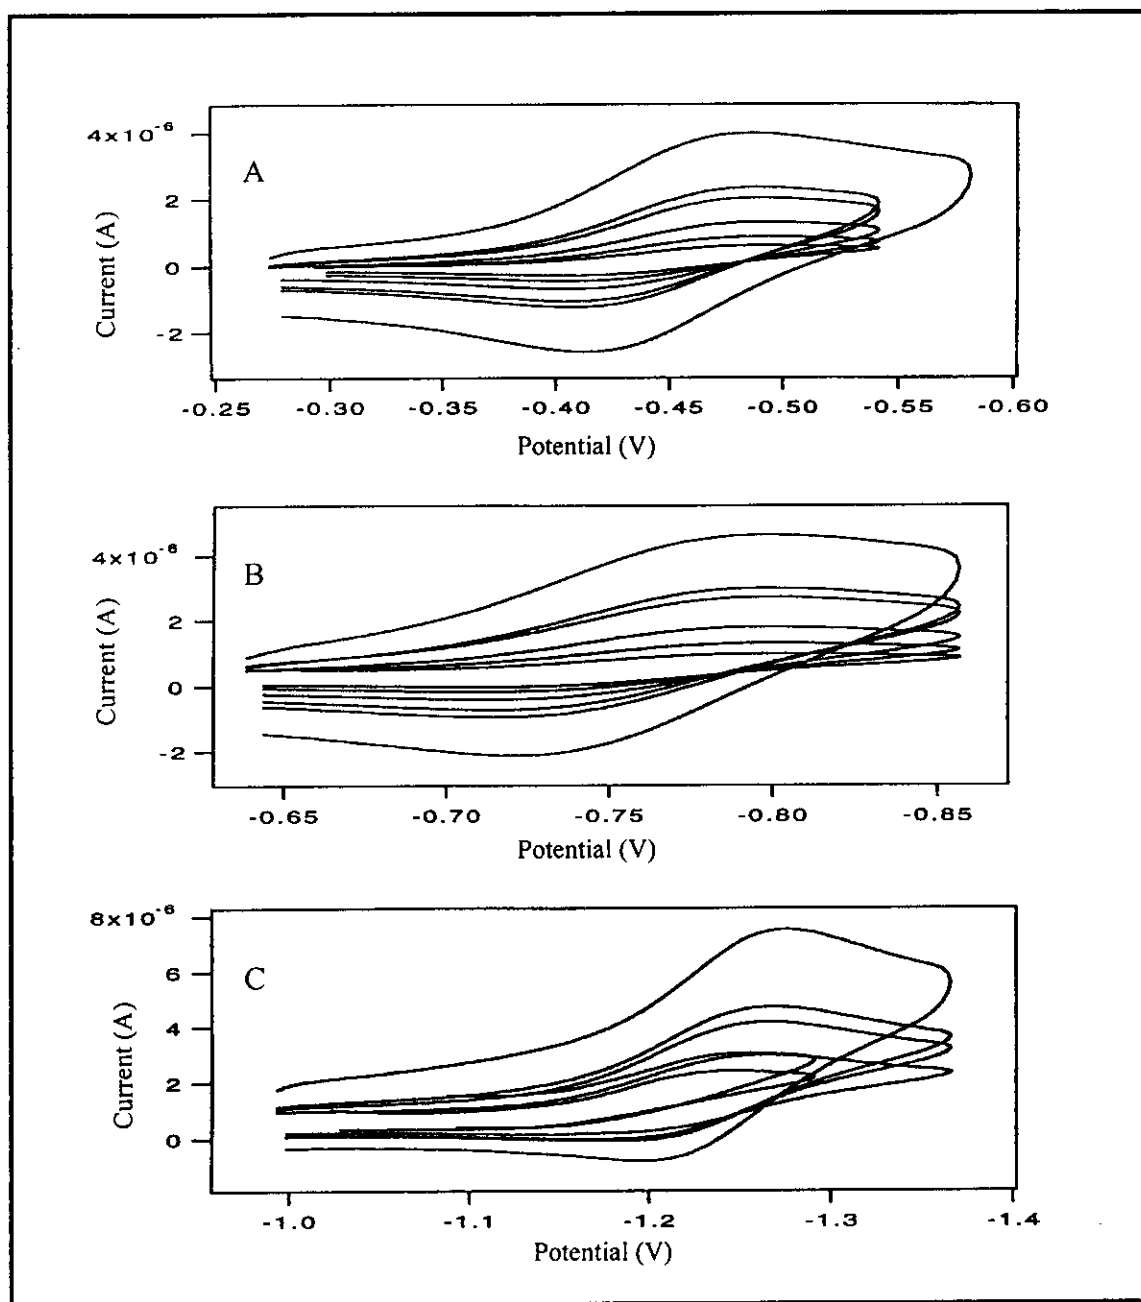 4x10⁻⁶
A
2
0
-2
Current (A)
-0.25 -0.30 -0.35 -0.40 -0.45 -0.50 -0.55 -0.60
Potential (V)
4x10⁻⁶
B
2
0
-2
Current (A)
-0.65 -0.70 -0.75 -0.80 -0.85
Potential (V)
8x10⁻⁶
C
6
4
2
0
Current (A)
-1.0 -1.1 -1.2 -1.3 -1.4
Potential (V)